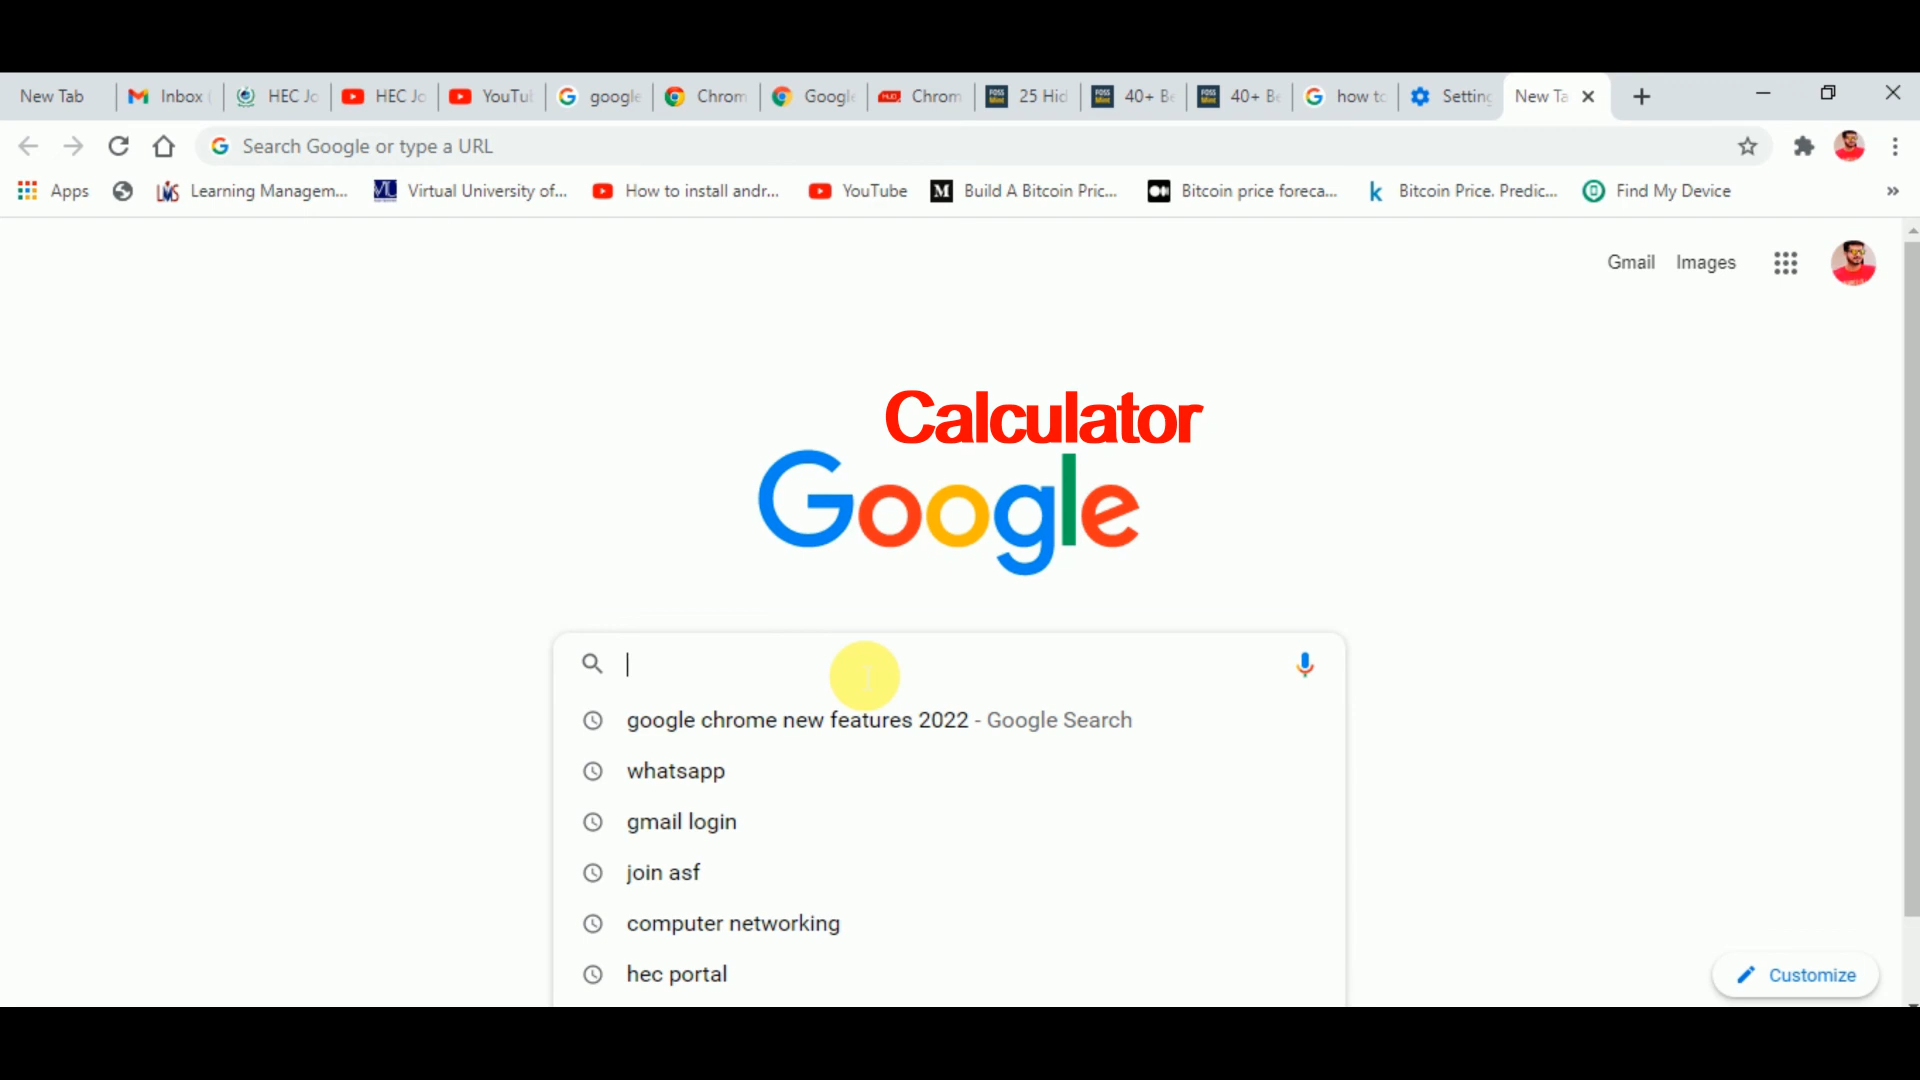 New Tab Inbox ( HEC Jo HEC Jo YouTu google Chrom Google Chrom 25 Hid 40+ Be 40+ Be how to Setting New Ta
Search Google or type a URL
Apps Learning Managem... Virtual University of... How to install andr... YouTube Build A Bitcoin Pric... Bitcoin price foreca... Bitcoin Price. Predic... Find My Device »
Gmail Images
Calculator
Google
google chrome new features 2022 - Google Search
whatsapp
gmail login
join asf
computer networking
hec portal
Customize